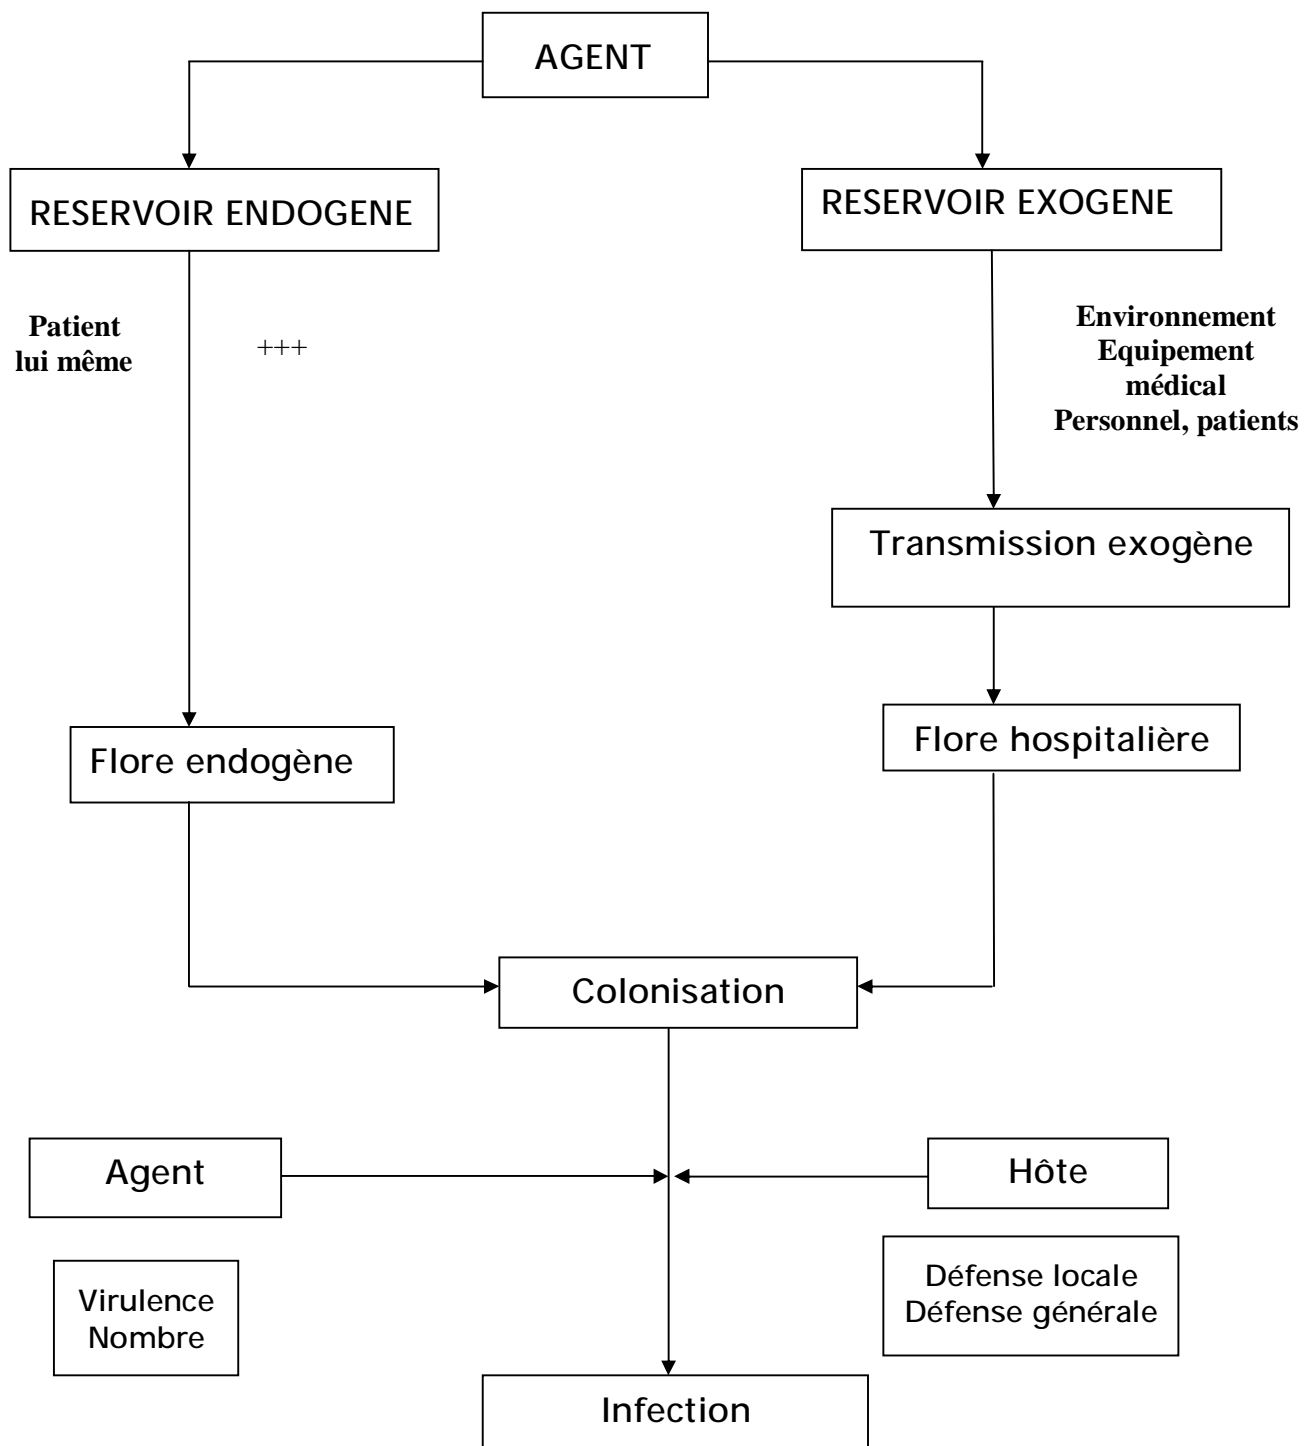 AGENT
RESERVOIR ENDOGENE
RESERVOIR EXOGENE
Patient
lui même
+++
Environnement
Equipement
médical
Personnel, patients
Transmission exogène
Flore endogène
Flore hospitalière
Colonisation
Agent
Hôte
Virulence
Nombre
Défense locale
Défense générale
Infection